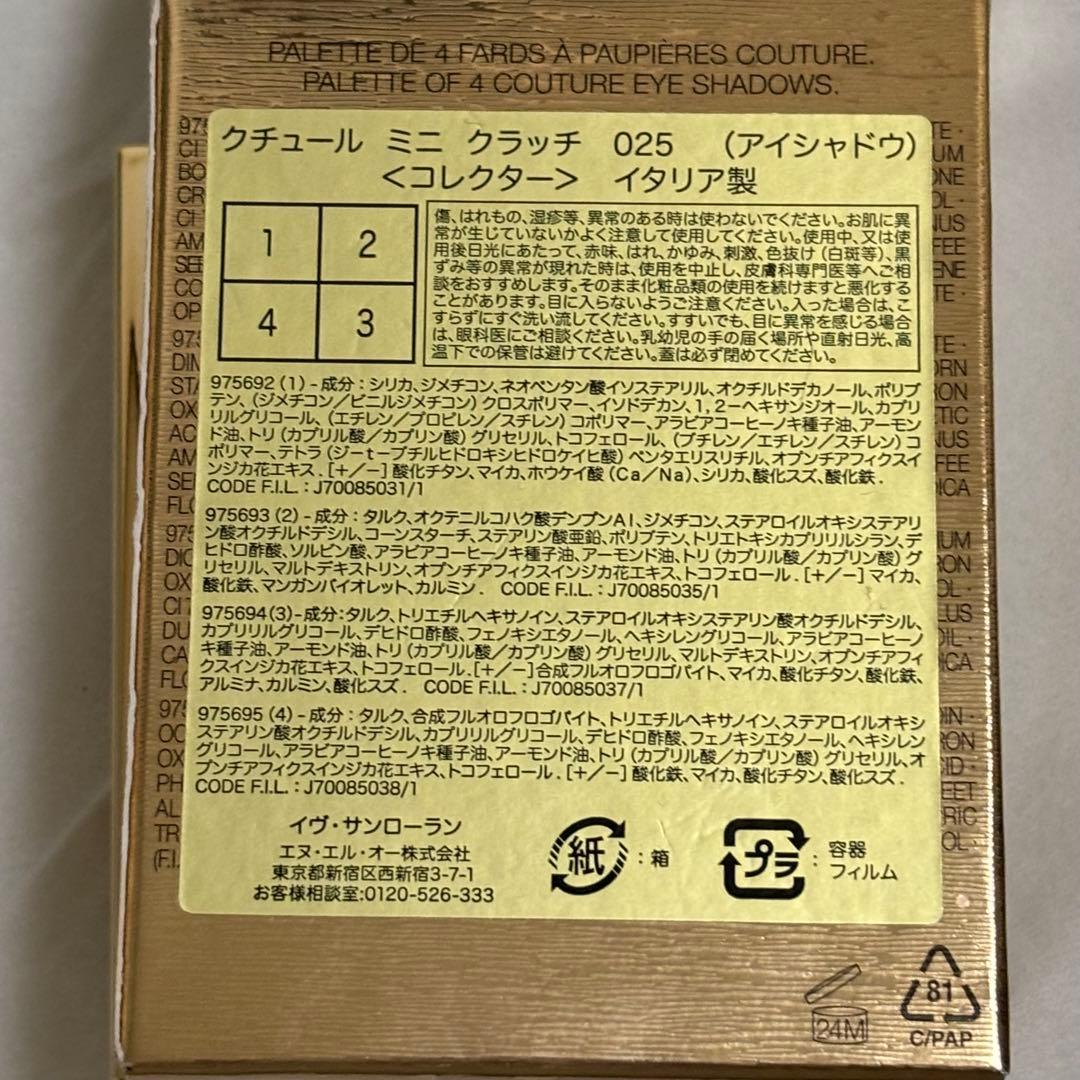 PALETTE DE 4 FARDS À PAUPIÈRES COUTURE.
PALETTE OF 4 COUTURE EYE SHADOWS.
クチュール ミニ クラッチ 025 (アイシャドウ)
<コレクター> イタリア製
1 2
4 3
傷、はれもの、湿疹等、異常のある時は使わないでください。お肌に異
常が生じていないかよく注意して使用してください。使用中、又は使
用後日光にあたって、赤味、はれ、かゆみ、刺激、色抜け(白斑等)、黒
ずみ等の異常が現れた時は、使用を中止し、皮膚科専門医等へご相
談をおすすめします。そのまま化粧品類の使用を続けますと悪化する
ことがあります。目に入らないようご注意ください。入った場合は、こ
すらずにすぐ洗い流してください。すすいでも、目に異常を感じる場合
は、眼科医にご相談ください。乳幼児の手の届く場所や直射日光、高
温下での保管は避けてください。蓋は必ず閉めてください。
975692(1)-成分:シリカ、ジメチコン、ネオペンタン酸イソステアリル、オクチルドデカノール、ポリブ
テン、(ジメチコン/ビニルジメチコン)クロスポリマー、イソドデカン、1,2-ヘキサンジオール、カプリ
リルグリコール、(エチレン/プロピレン/スチレン)コポリマー、アラビアコーヒーノキ種子油、アーモン
ド油、トリ(カプリル酸/カプリン酸)グリセリル、トコフェロール、(ブチレン/エチレン/スチレン)コ
ポリマー、テトラ(ジ-t-ブチルヒドロキシヒドロケイヒ酸)ペンタエリスリチル、オプンチアフィクスイ
ンジカ花エキス.[+/-]酸化チタン、マイカ、ホウケイ酸(Ca/Na)、シリカ、酸化スズ、酸化鉄.
CODE F.I.L.:J70085031/1
975693(2)-成分:タルク、オクテニルコハク酸デンプンAl、ジメチコン、ステアロイルオキシステアリ
ン酸オクチルドデシル、コーンスターチ、ステアリン酸亜鉛、ポリブテン、トリエトキシカプリリルシラン、デ
ヒドロ酢酸、ソルビン酸、アラビアコーヒーノキ種子油、アーモンド油、トリ(カプリル酸/カプリン酸)グ
リセリル、マルトデキストリン、オプンチアフィクスインジカ花エキス、トコフェロール.[+/-]マイカ、
酸化鉄、マンガンバイオレット、カルミン. CODE F.I.L.:J70085035/1
975694(3)-成分:タルク、トリエチルヘキサノイン、ステアロイルオキシステアリン酸オクチルドデシル、
カプリリルグリコール、デヒドロ酢酸、フェノキシエタノール、ヘキシレングリコール、アラビアコーヒーノ
キ種子油、アーモンド油、トリ(カプリル酸/カプリン酸)グリセリル、マルトデキストリン、オプンチアフィ
クスインジカ花エキス、トコフェロール.[+/-]合成フルオロフロゴパイト、マイカ、酸化チタン、酸化鉄、
アルミナ、カルミン、酸化スズ. CODE F.I.L.:J70085037/1
975695(4)-成分:タルク、合成フルオロフロゴパイト、トリエチルヘキサノイン、ステアロイルオキシ
ステアリン酸オクチルドデシル、カプリリルグリコール、デヒドロ酢酸、フェノキシエタノール、ヘキシレン
グリコール、アラビアコーヒーノキ種子油、アーモンド油、トリ(カプリル酸/カプリン酸)グリセリル、オ
プンチアフィクスインジカ花エキス、トコフェロール.[+/-]酸化鉄、マイカ、酸化チタン、酸化スズ.
CODE F.I.L.:J70085038/1
イヴ・サンローラン
エヌ・エル・オー株式会社
東京都新宿区西新宿3-7-1
お客様相談室:0120-526-333
紙:箱
プラ:容器
フィルム
24M
81
C/PAP